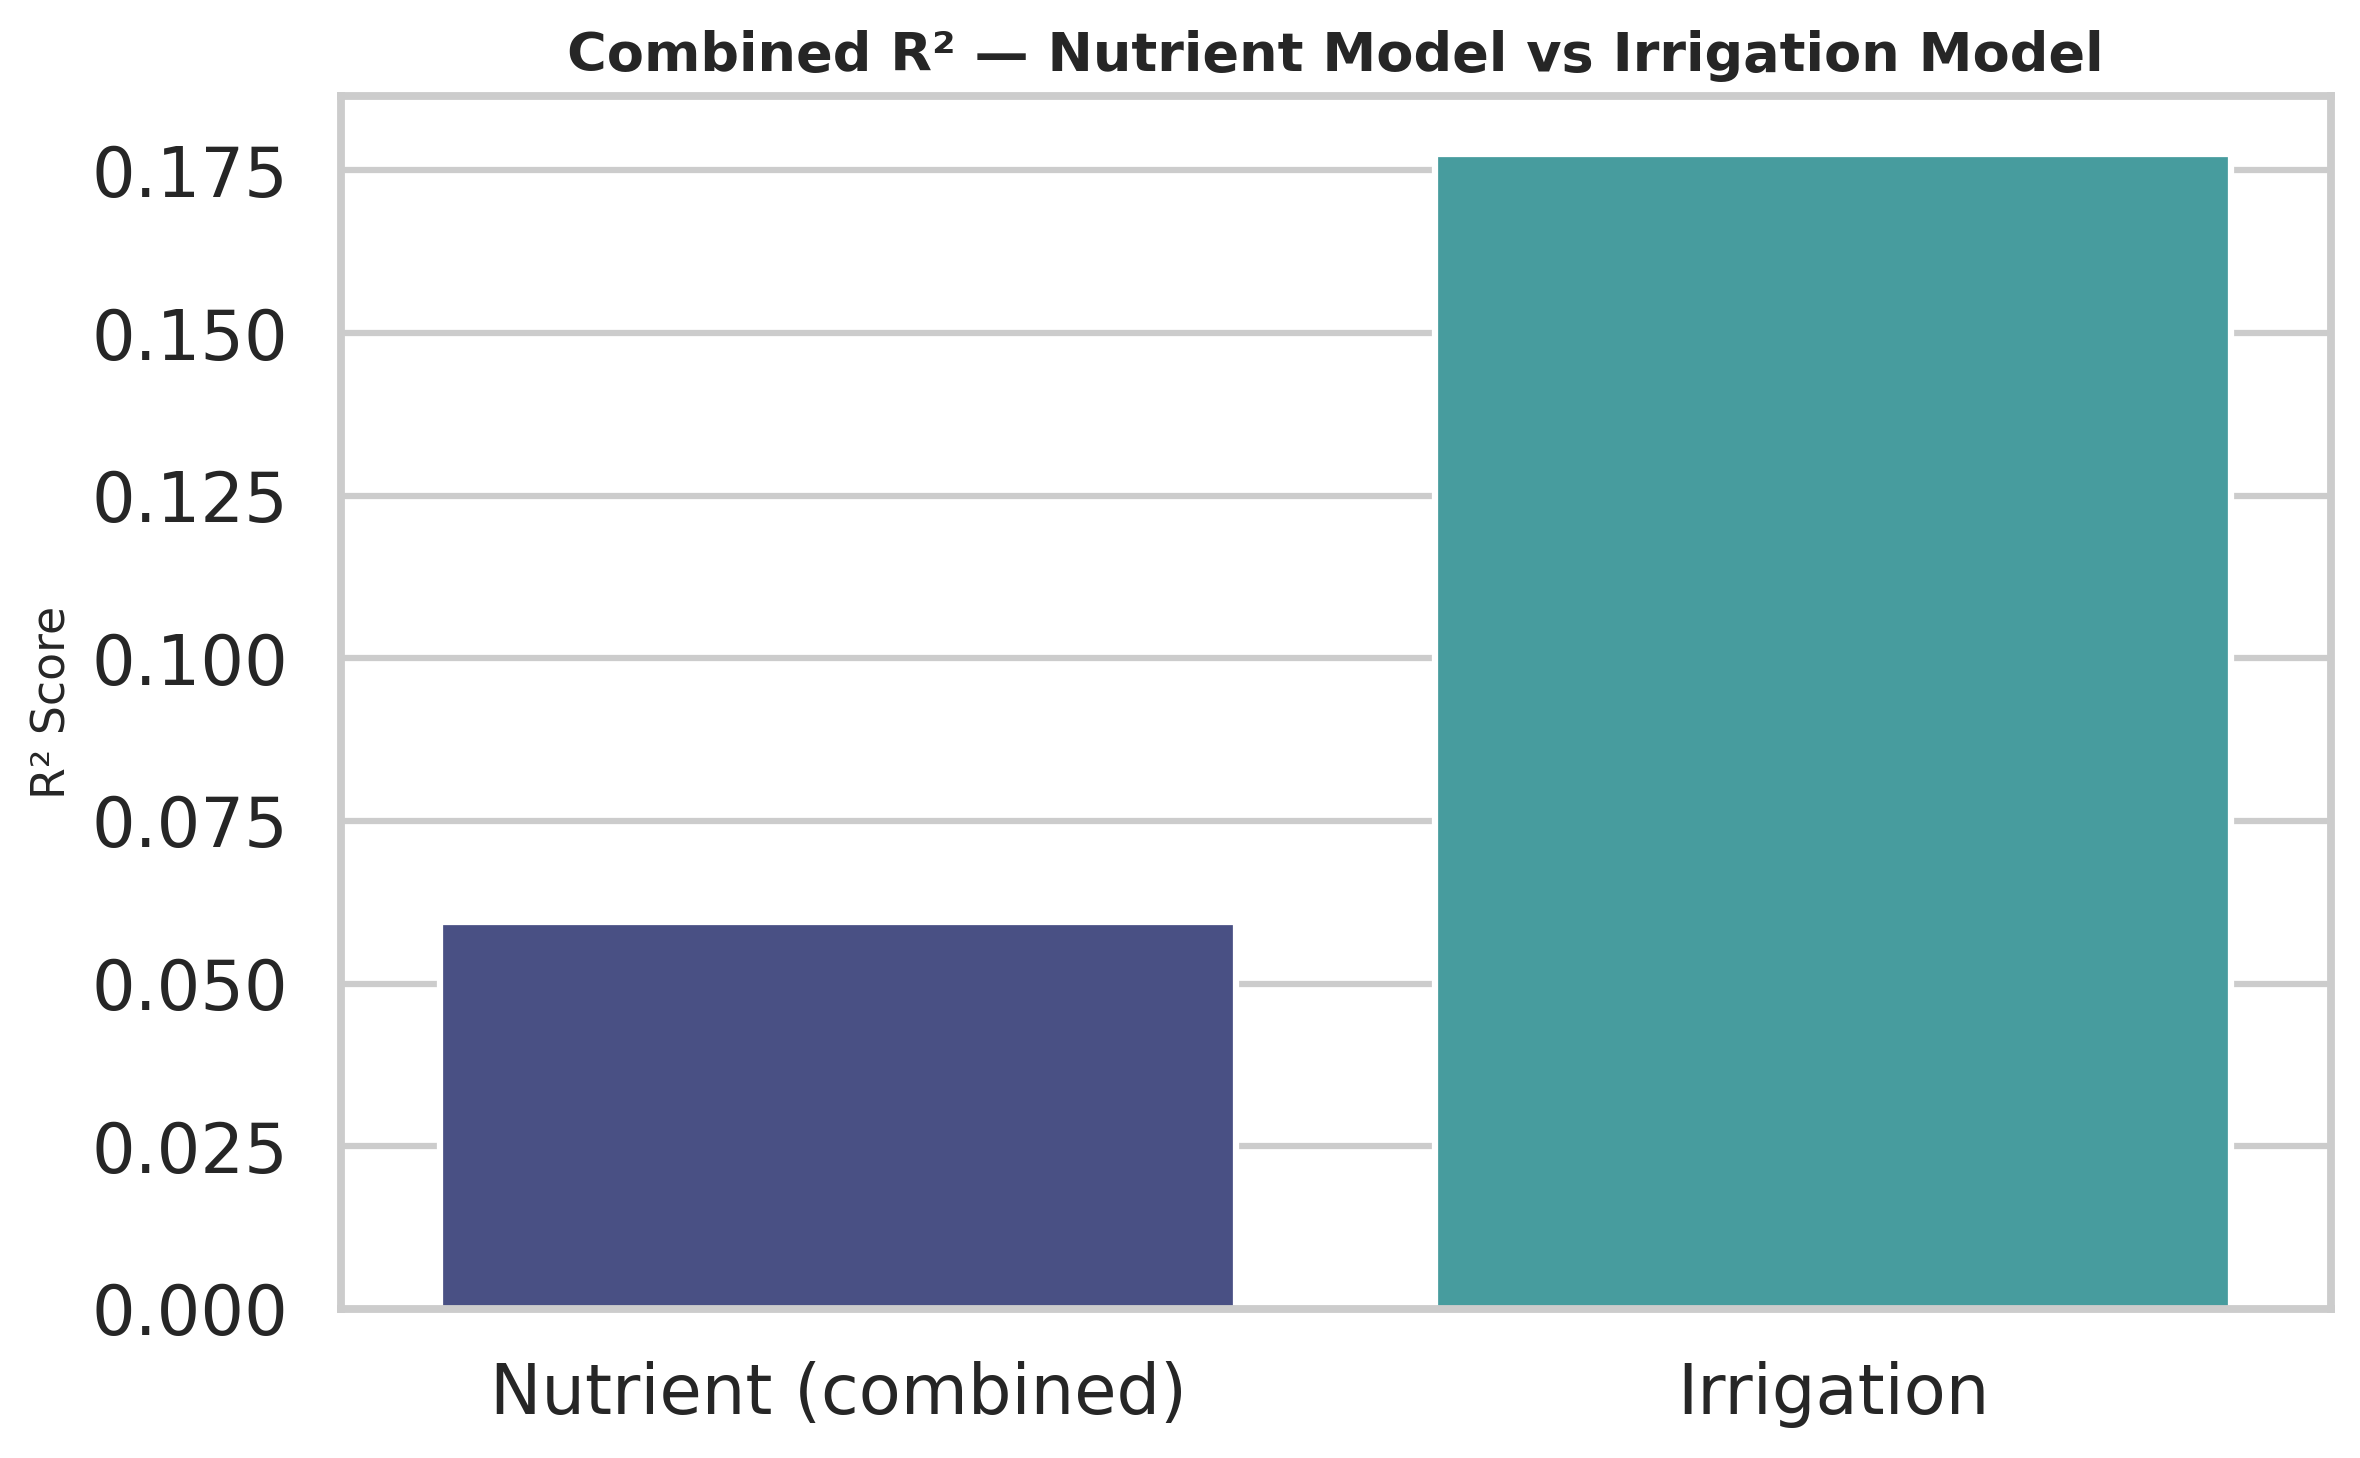 Combined R² — Nutrient Model vs Irrigation Model
R² Score
0.175
0.150
0.125
0.100
0.075
0.050
0.025
0.000
Nutrient (combined)
Irrigation